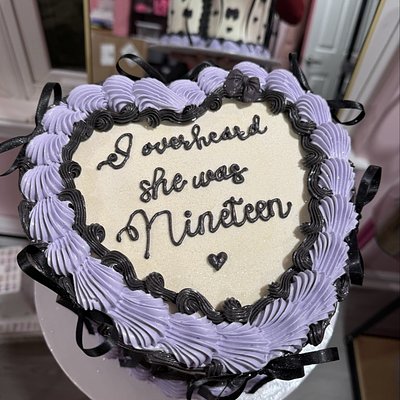 I overheard
she was
Nineteen
♥